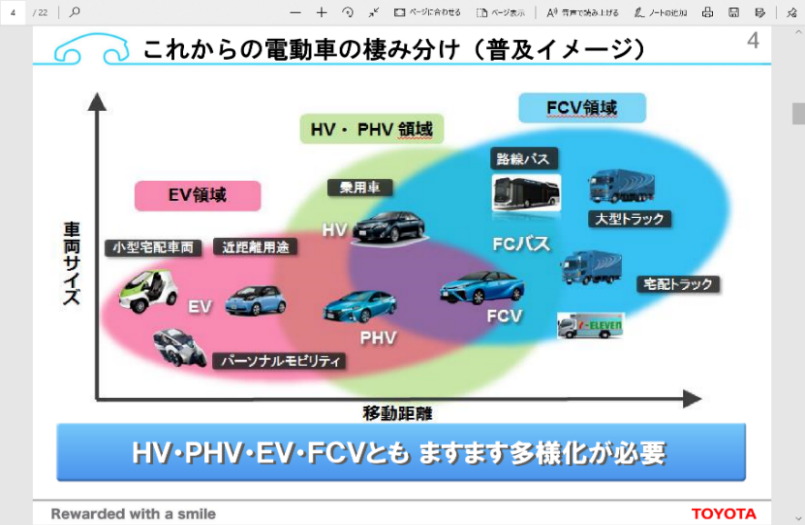 4 / 22
ページに合わせる
ページ表示
音声で読み上げる
ノートの追加
これからの電動車の棲み分け（普及イメージ）
4
FCV領域
HV・ PHV 領域
EV領域
路線バス
乗用車
大型トラック
HV
FCバス
小型宅配車両
近距離用途
宅配トラック
EV
FCV
PHV
パーソナルモビリティ
車両サイズ
移動距離
HV・PHV・EV・FCVとも ますます多様化が必要
Rewarded with a smile
TOYOTA